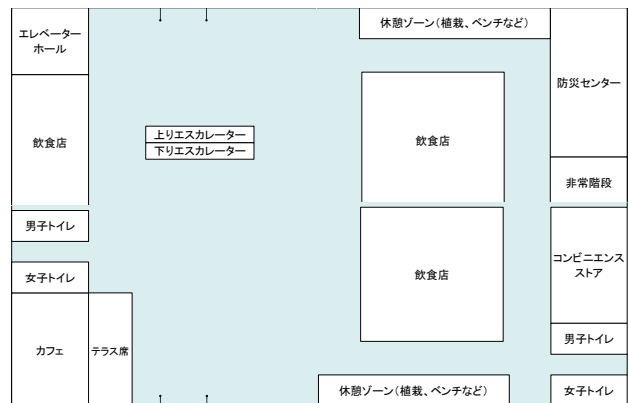 エレベーター
ホール
休憩ゾーン（植栽、ベンチなど）
防災センター
飲食店
上りエスカレーター
下りエスカレーター
飲食店
非常階段
男子トイレ
女子トイレ
飲食店
コンビニエンス
ストア
カフェ
テラス席
男子トイレ
休憩ゾーン（植栽、ベンチなど）
女子トイレ